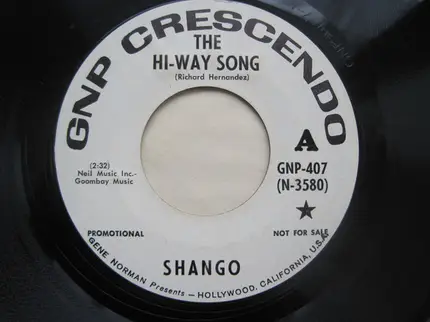 GNP CRESCENDO
THE
HI-WAY SONG
(Richard Hernandez)
A
(2-32)
Neil Music Inc.-
Goombay Music
GNP-407
(N-3580)
★
PROMOTIONAL
NOT FOR SALE
SHANGO
GENE NORMAN Presents — HOLLYWOOD, CALIFORNIA, U.S.A.